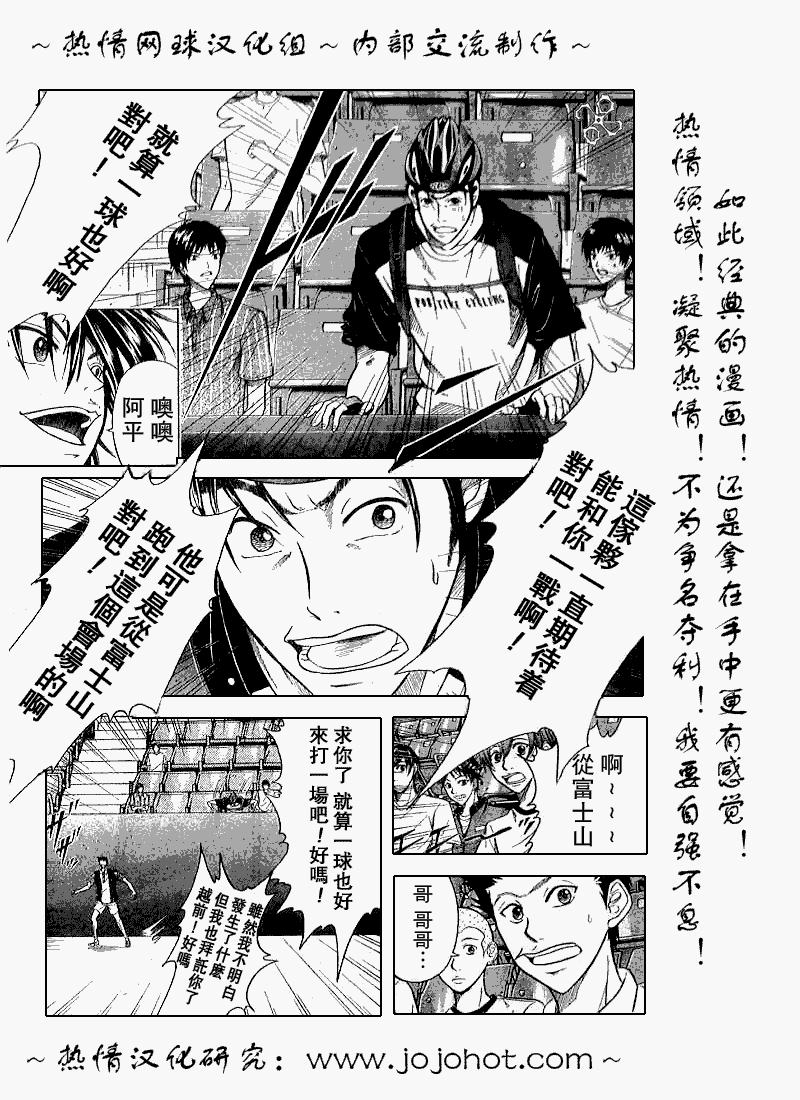 ~热情网球汉化组~内部交流制作~
就算一球也好啊
對吧！
POSITIVE CYCLING
噢噢
阿平
這傢夥一直期待着
能和你一戰啊！
對吧！
他可是從富士山
跑到這個會場的啊
對吧！
啊~~~
從富士山
求你了 就算一球也好
來打一場吧！好嗎！
雖然我不明白
發生了什麽
但我也拜託你了
越前！好嗎
哥哥哥…
如此经典的漫画！还是拿在手中更有感觉！
热情领域！凝聚热情！不为争名夺利！我要自强不息！
~热情汉化研究：www.jojohot.com~